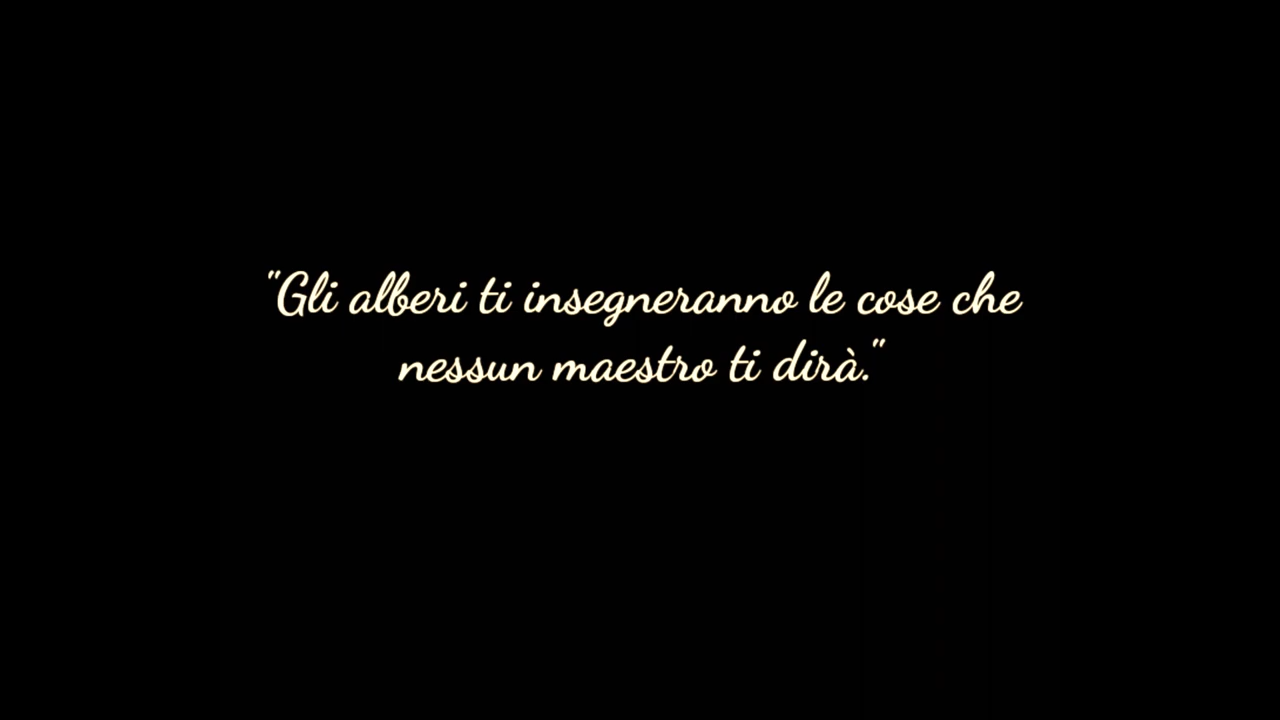 "Gli alberi ti insegneranno le cose che
nessun maestro ti dirà."